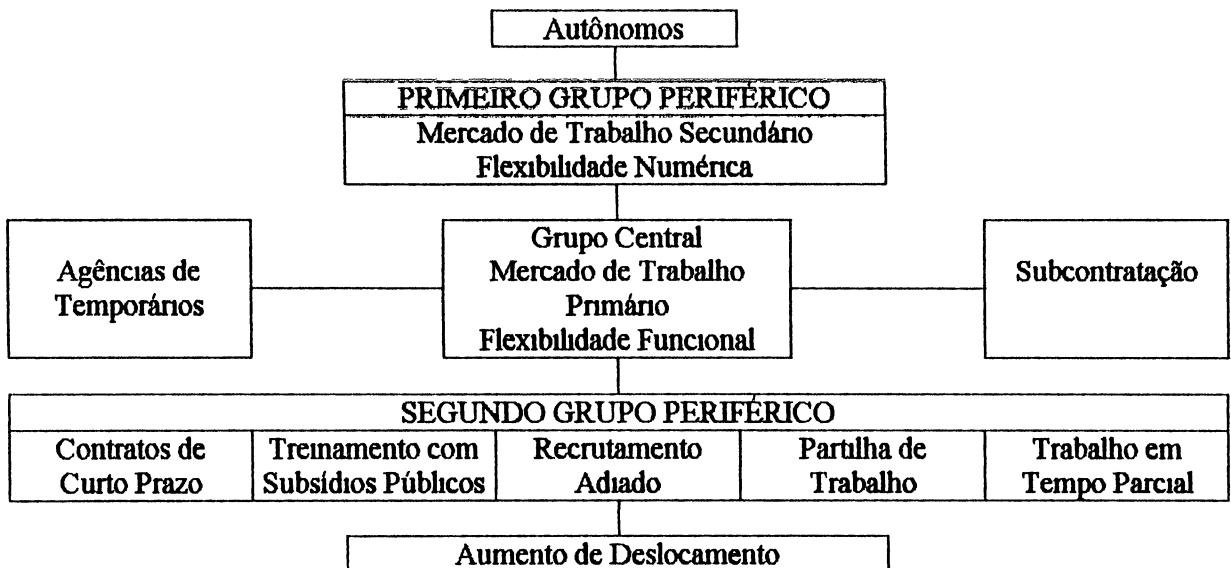 Autônomos
PRIMEIRO GRUPO PERIFÉRICO
Mercado de Trabalho Secundário
Flexibilidade Numérica
Agências de
Temporários
Grupo Central
Mercado de Trabalho
Primário
Flexibilidade Funcional
Subcontratação
SEGUNDO GRUPO PERIFÉRICO
Contratos de
Curto Prazo
Treinamento com
Subsídios Públicos
Recrutamento
Adiado
Partilha de
Trabalho
Trabalho em
Tempo Parcial
Aumento de Deslocamento